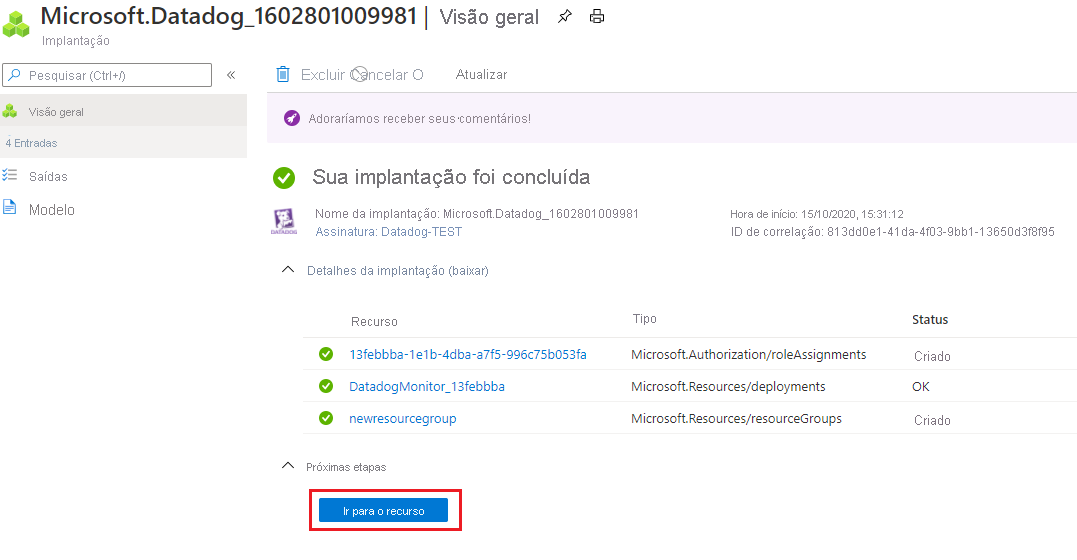 Microsoft.Datadog_1602801009981 | Visão geral
Implantação
Pesquisar (Ctrl+/) «
Excluir Cancelar O Atualizar
Visão geral
4 Entradas
Saídas
Modelo
Adoraríamos receber seus comentários!
Sua implantação foi concluída
DATADOG
Nome da implantação: Microsoft.Datadog_1602801009981 Hora de início: 15/10/2020, 15:31:12
Assinatura: Datadog-TEST ID de correlação: 813dd0e1-41da-4f03-9bb1-13650d3f8f95
Detalhes da implantação (baixar)
Recurso Tipo Status
13febbba-1e1b-4dba-a7f5-996c75b053fa Microsoft.Authorization/roleAssignments Criado
DatadogMonitor_13febbba Microsoft.Resources/deployments OK
newresourcegroup Microsoft.Resources/resourceGroups Criado
Próximas etapas
Ir para o recurso